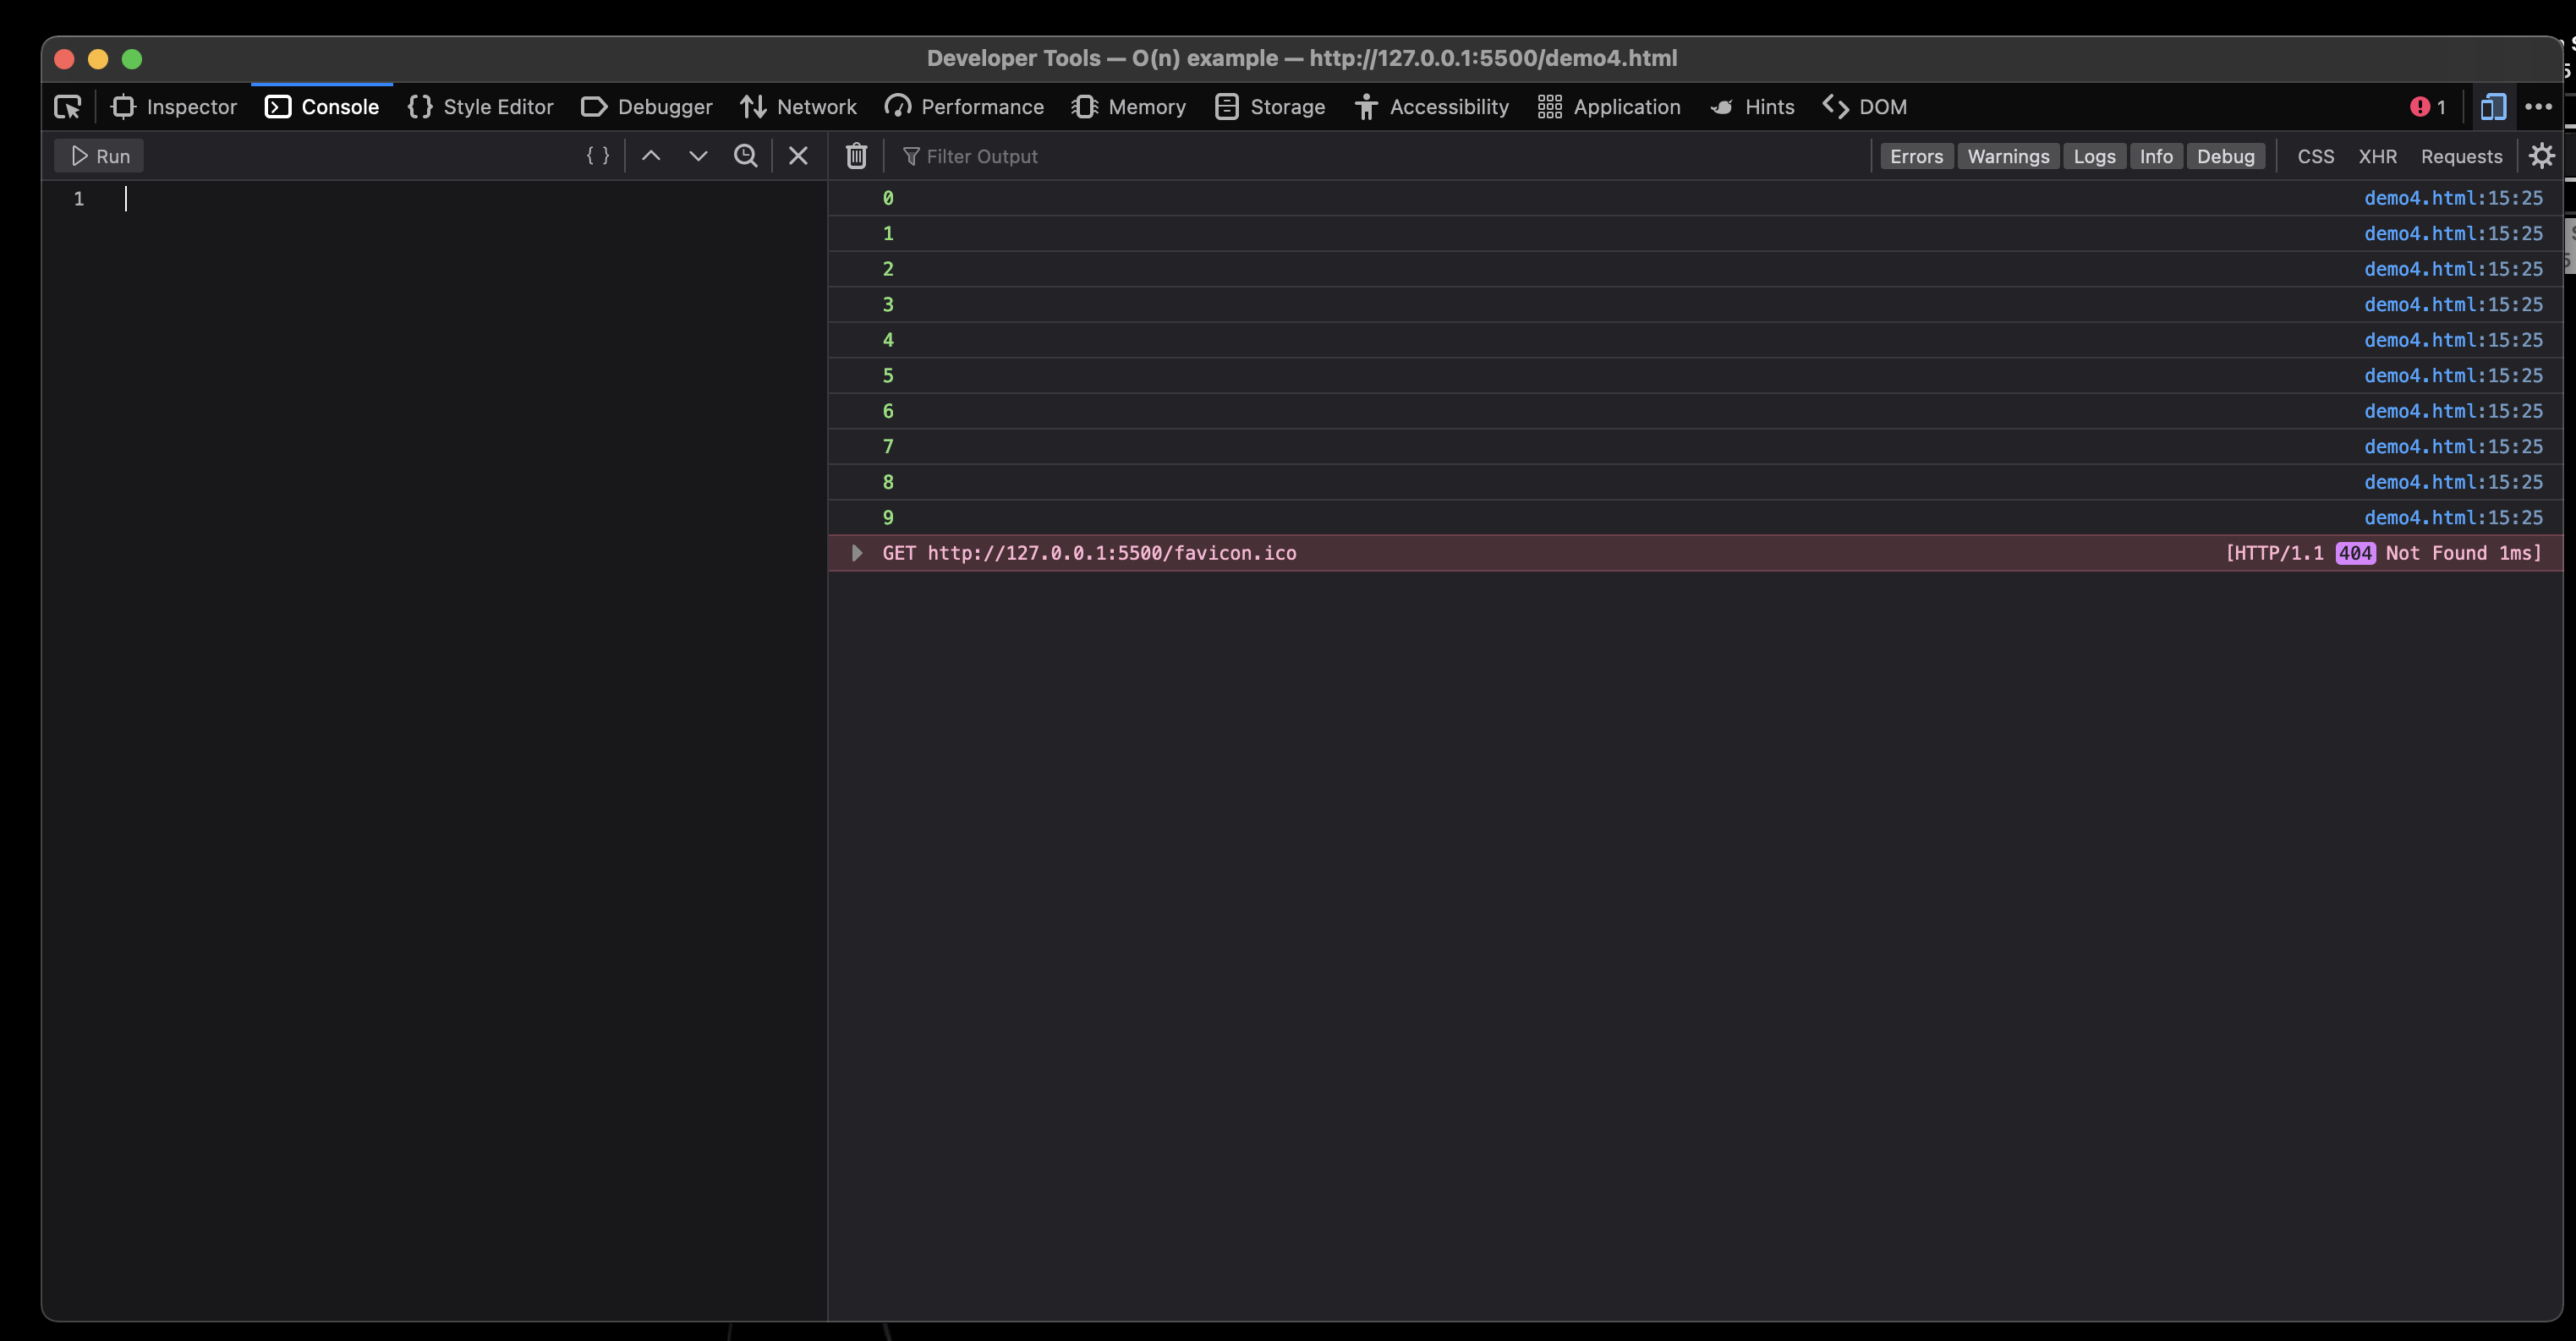 Developer Tools — O(n) example — http://127.0.0.1:5500/demo4.html
Inspector Console Style Editor Debugger Network Performance Memory Storage Accessibility Application Hints DOM 1
Run Filter Output Errors Warnings Logs Info Debug CSS XHR Requests
1
0 demo4.html:15:25
1 demo4.html:15:25
2 demo4.html:15:25
3 demo4.html:15:25
4 demo4.html:15:25
5 demo4.html:15:25
6 demo4.html:15:25
7 demo4.html:15:25
8 demo4.html:15:25
9 demo4.html:15:25
GET http://127.0.0.1:5500/favicon.ico [HTTP/1.1 404 Not Found 1ms]